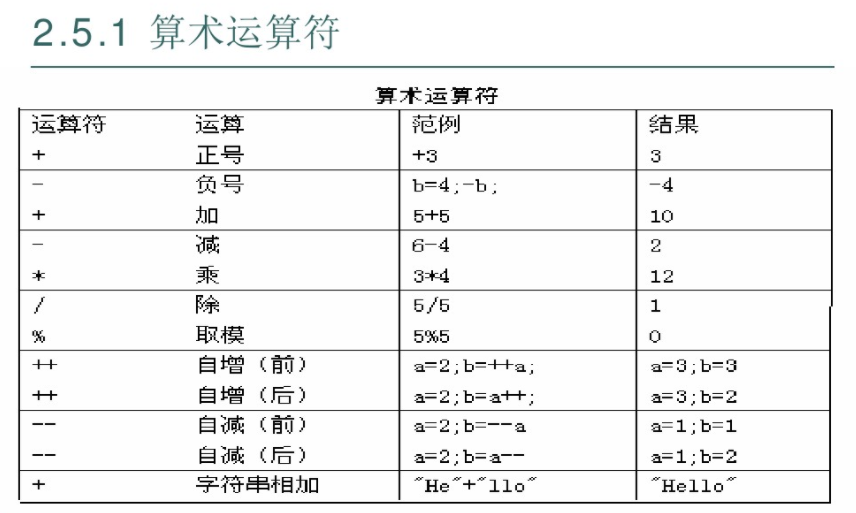 2.5.1 算术运算符
算术运算符
运算符 运算 范例 结果
+ 正号 +3 3
- 负号 b=4;-b; -4
+ 加 5+5 10
- 减 6-4 2
* 乘 3*4 12
/ 除 5/5 1
% 取模 5%5 0
++ 自增（前） a=2;b=++a; a=3;b=3
++ 自增（后） a=2;b=a++; a=3;b=2
-- 自减（前） a=2;b=--a a=1;b=1
-- 自减（后） a=2;b=a-- a=1;b=2
+ 字符串相加 "He"+"llo" "Hello"